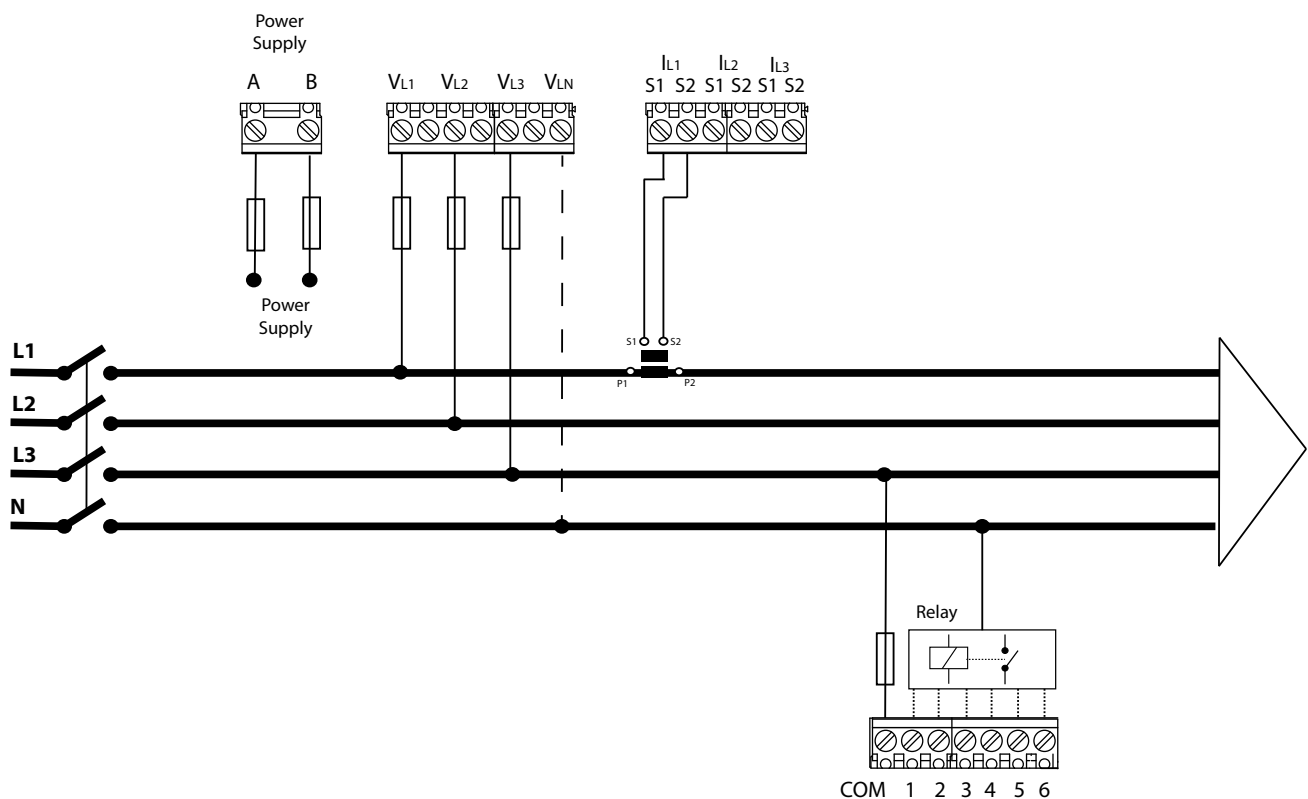 Power
Supply
A B
VL1 VL2 VL3 VLN
IL1 IL2 IL3
S1 S2 S1 S2 S1 S2
Power
Supply
L1
S1 S2
P1 P2
L2
L3
N
Relay
COM 1 2 3 4 5 6